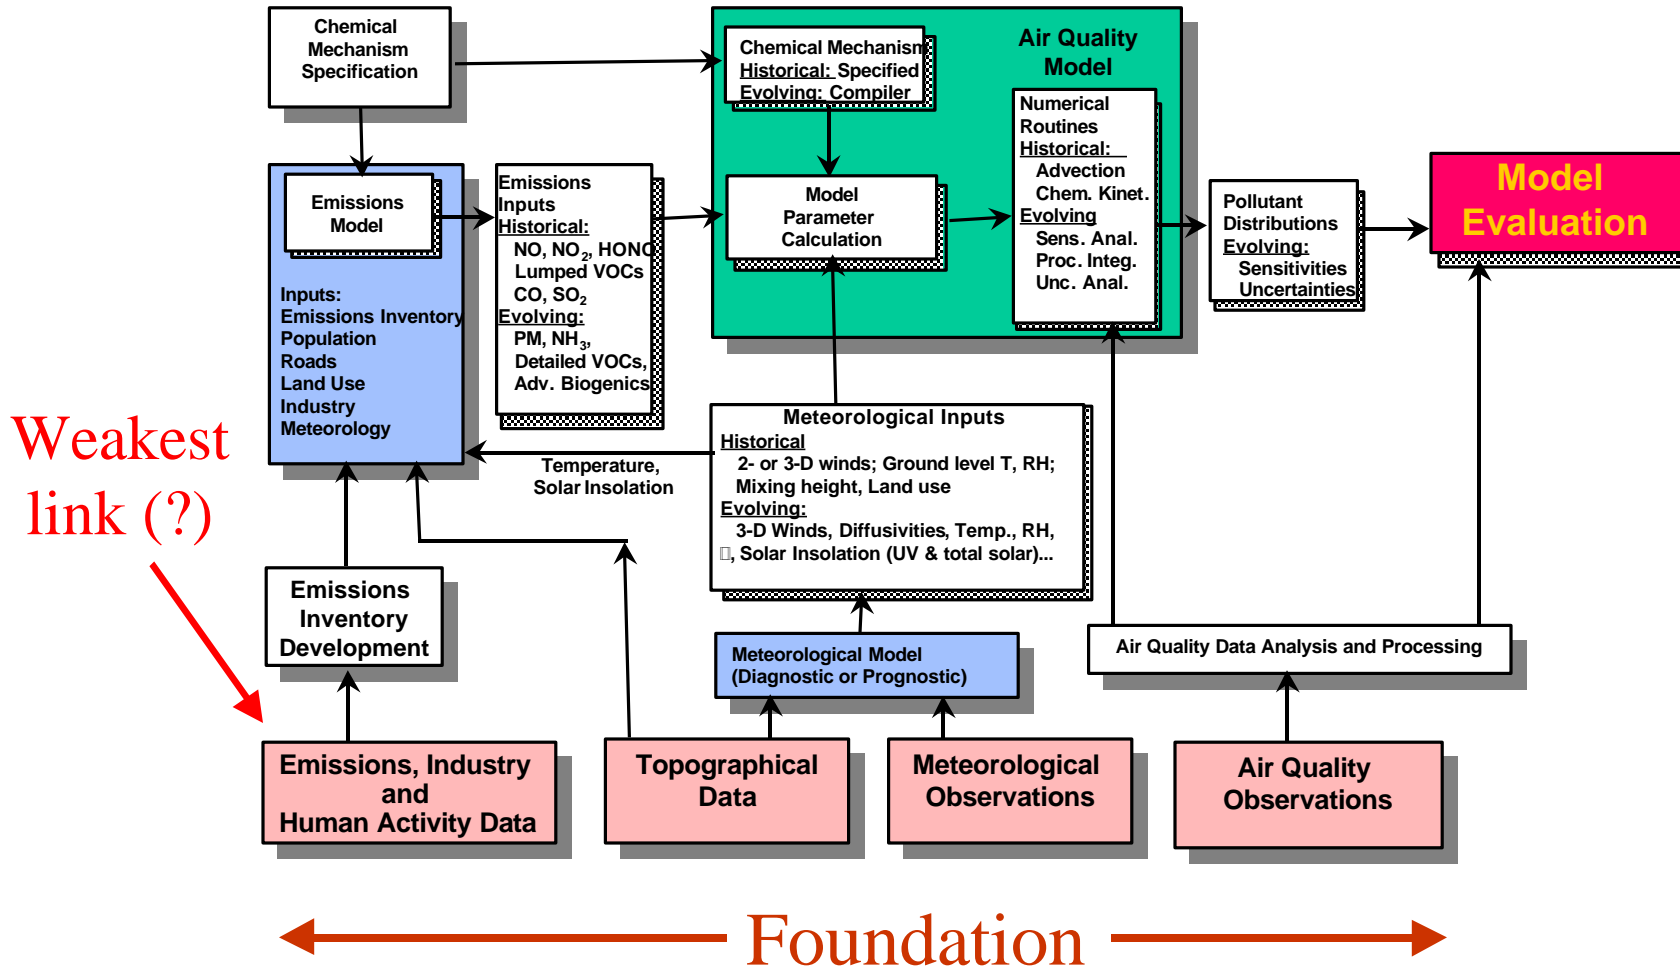 Chemical
Mechanism
Specification
Chemical Mechanism
Historical: Specified
Evolving: Compiler
Air Quality
Model
Numerical
Routines
Historical:
Advection
Chem. Kinet.
Evolving
Sens. Anal.
Proc. Integ.
Unc. Anal.
Emissions
Model
Inputs:
Emissions Inventory
Population
Roads
Land Use
Industry
Meteorology
Emissions
Inputs
Historical:
NO, NO2, HONO
Lumped VOCs
CO, SO2
Evolving:
PM, NH3,
Detailed VOCs,
Adv. Biogenics
Model
Parameter
Calculation
Pollutant
Distributions
Evolving:
Sensitivities
Uncertainties
Model
Evaluation
Weakest
link (?)
Temperature,
Solar Insolation
Meteorological Inputs
Historical
2- or 3-D winds; Ground level T, RH;
Mixing height, Land use
Evolving:
3-D Winds, Diffusivities, Temp., RH,
, Solar Insolation (UV & total solar)...
Emissions
Inventory
Development
Meteorological Model
(Diagnostic or Prognostic)
Air Quality Data Analysis and Processing
Emissions, Industry
and
Human Activity Data
Topographical
Data
Meteorological
Observations
Air Quality
Observations
Foundation